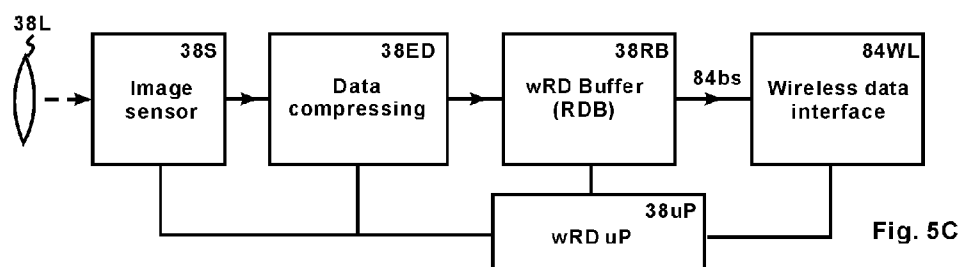 38L
38S
Image
sensor
38ED
Data
compressing
38RB
wRD Buffer
(RDB)
84bs
84WL
Wireless data
interface
38uP
wRD uP
Fig. 5C